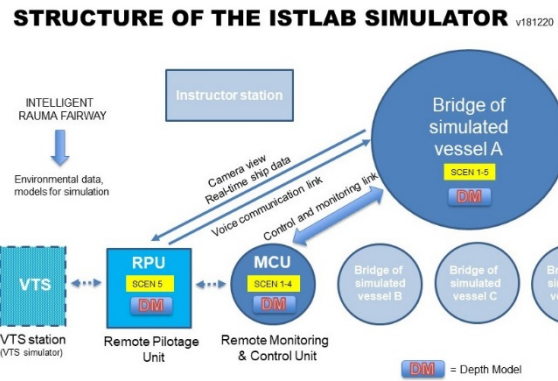 STRUCTURE OF THE ISTLAB SIMULATOR v181220
Instructor station
INTELLIGENT
RAUMA FAIRWAY
Environmental data,
models for simulation
Bridge of
simulated
vessel A
SCEN 1-5
DM
Camera view
Real-time ship data
Voice communication link
Control and monitoring link
VTS
RPU
SCEN 5
DM
MCU
SCEN 1-4
DM
Bridge of
simulated
vessel B
Bridge of
simulated
vessel C
VTS station
(VTS simulator)
Remote Pilotage
Unit
Remote Monitoring
& Control Unit
DM = Depth Model